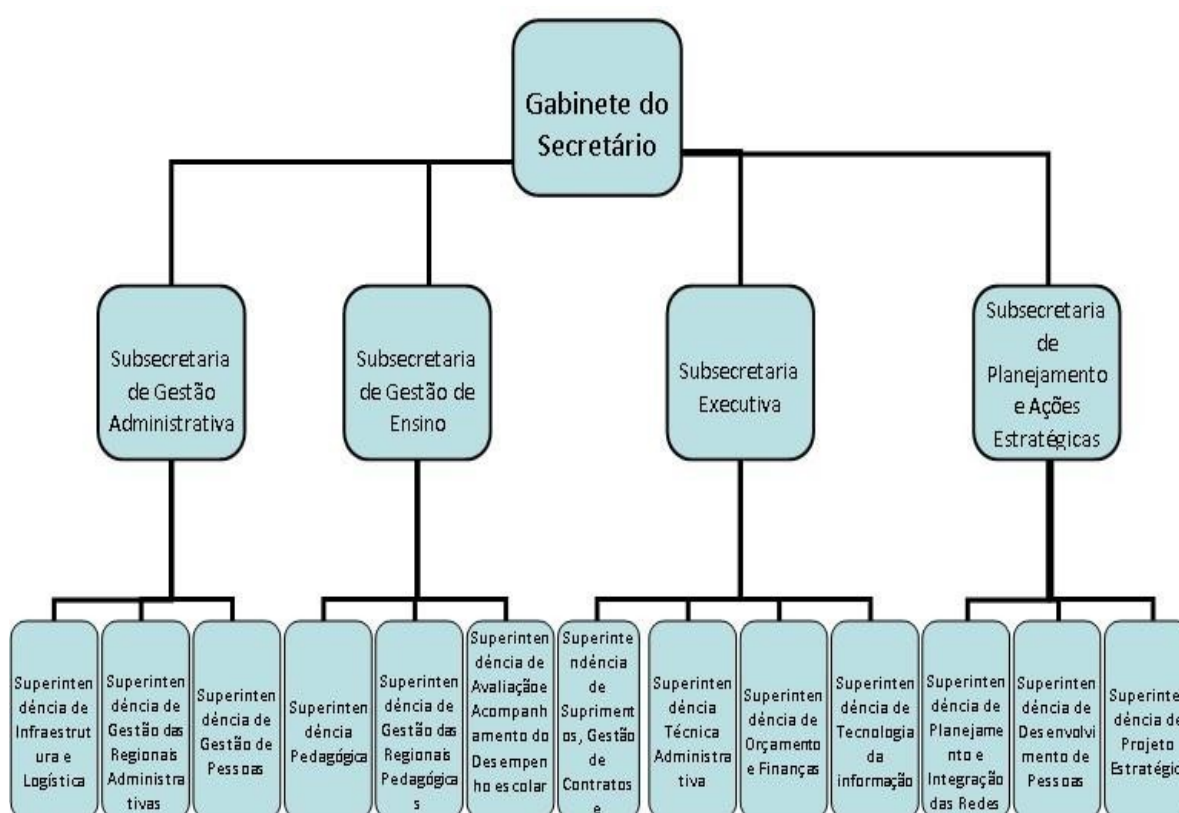 Gabinete do
Secretário
Subsecretaria
de Gestão
Administrativa
Subsecretaria
de Gestão de
Ensino
Subsecretaria
Executiva
Subsecretaria
de
Planejamento
e Ações
Estratégicas
Superinten
dência de
Infraestrut
ura e
Logística
Superinten
dência de
Gestão das
Regionais
Administra
tivas
Superinten
dência de
Gestão de
Pessoas
Superinten
dência
Pedagógica
Superinten
dência de
Gestão das
Regionais
Pedagógica
s
Superinten
dência de
Avaliação e
Acompanh
amento do
Desempen
ho escolar
Superinte
ndência
de
Supriment
os, Gestão
de
Contratos
e
Superinten
dência
Técnica
Administra
tiva
Superinten
dência de
Orçamento
e Finanças
Superinten
dência de
Tecnologia
da
informação
Superinten
dência de
Planejame
nto e
Integração
das Redes
Superinten
dência de
Desenvolvi
mento de
Pessoas
Superinten
dência de
Projeto
Estratégic